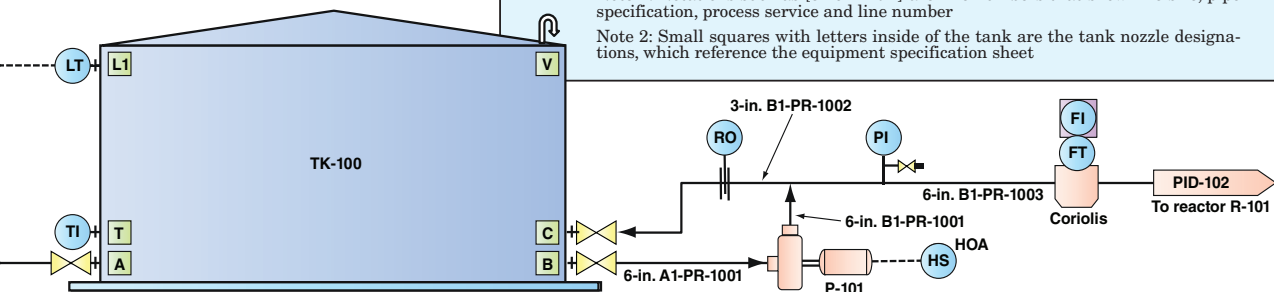 specification, process service and line number
Note 2: Small squares with letters inside of the tank are the tank nozzle designa-
tions, which reference the equipment specification sheet
LT
L1
V
3-in. B1-PR-1002
FI
RO
PI
FT
TK-100
PID-102
6-in. B1-PR-1003
To reactor R-101
Coriolis
6-in. B1-PR-1001
TI
T
C
HOA
A
B
HS
6-in. A1-PR-1001
P-101